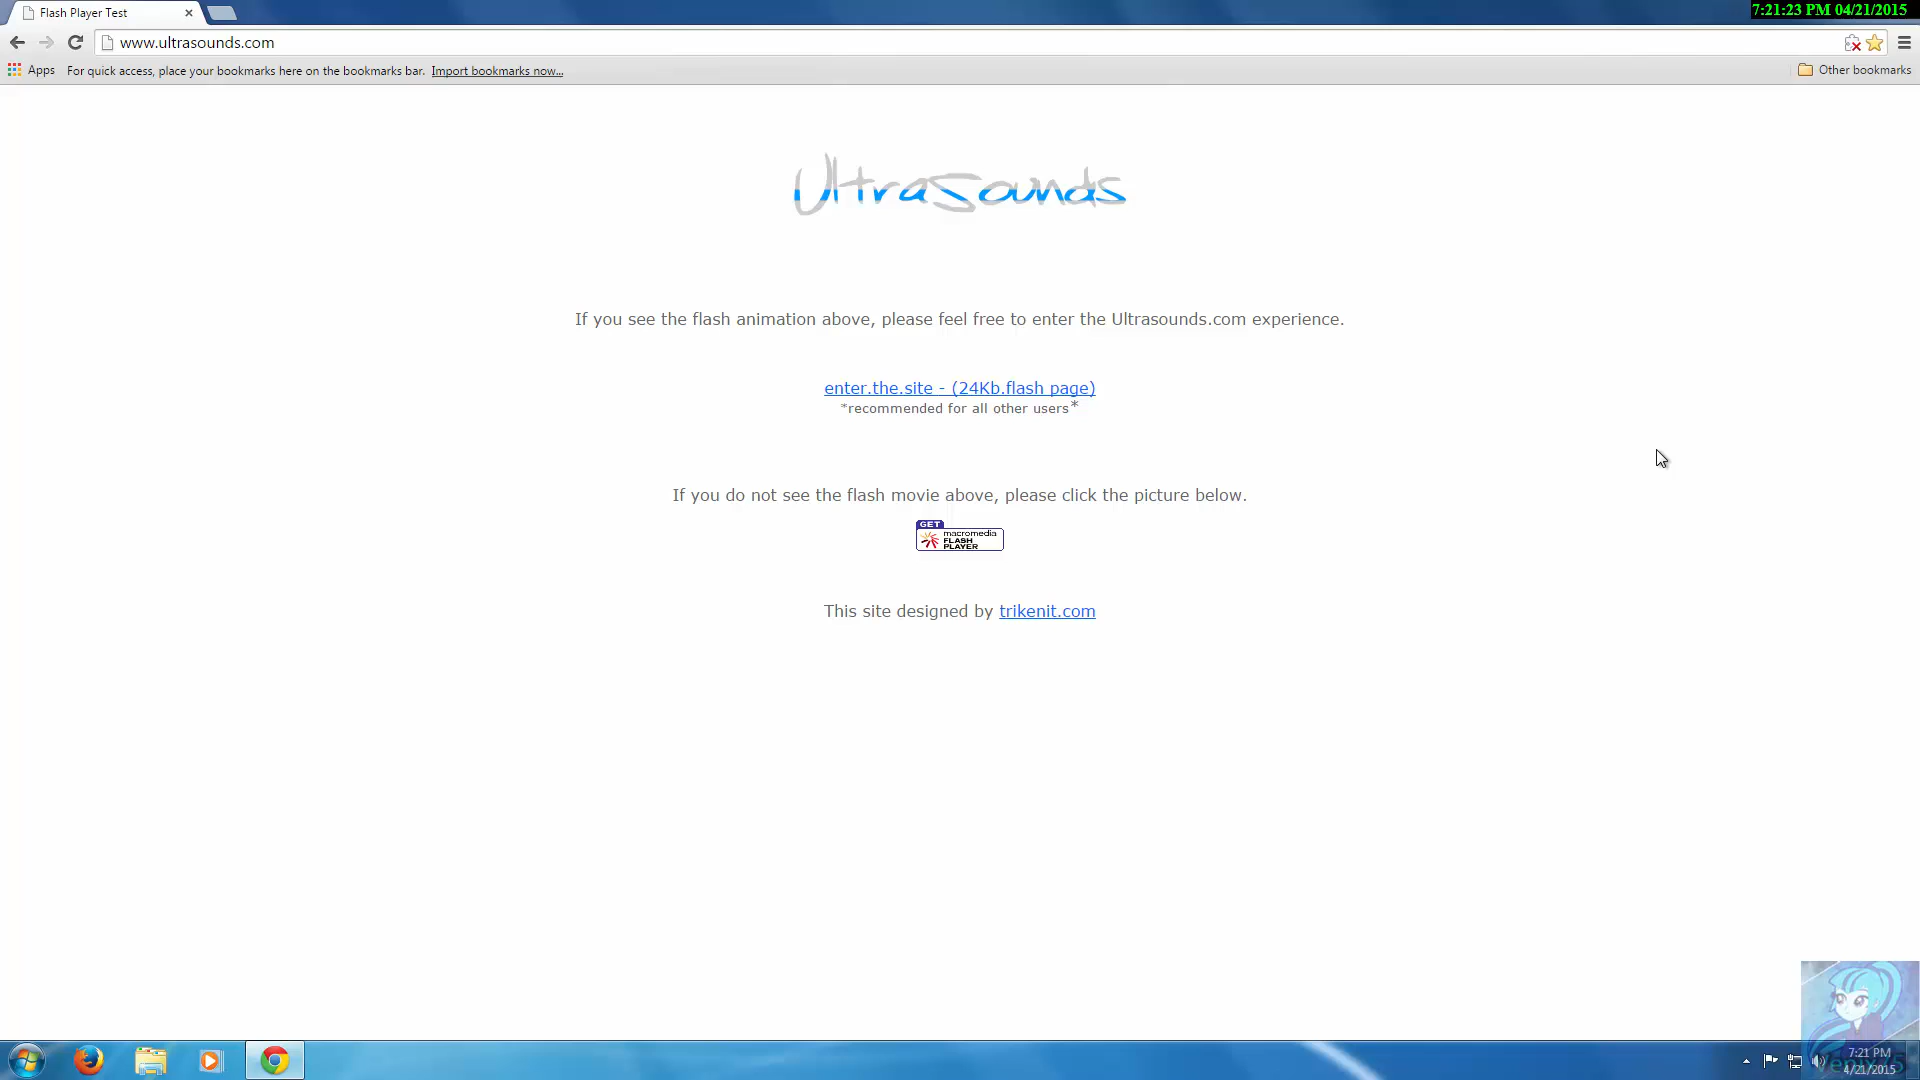 Flash Player Test
7:21:23 PM 04/21/2015
www.ultrasounds.com
Apps For quick access, place your bookmarks here on the bookmarks bar. Import bookmarks now... Other bookmarks
UltraSounds
If you see the flash animation above, please feel free to enter the Ultrasounds.com experience.
enter.the.site - (24Kb.flash page)
*recommended for all other users*
If you do not see the flash movie above, please click the picture below.
GET
macromedia
FLASH
PLAYER
This site designed by trikenit.com
7:21 PM
4/21/2015